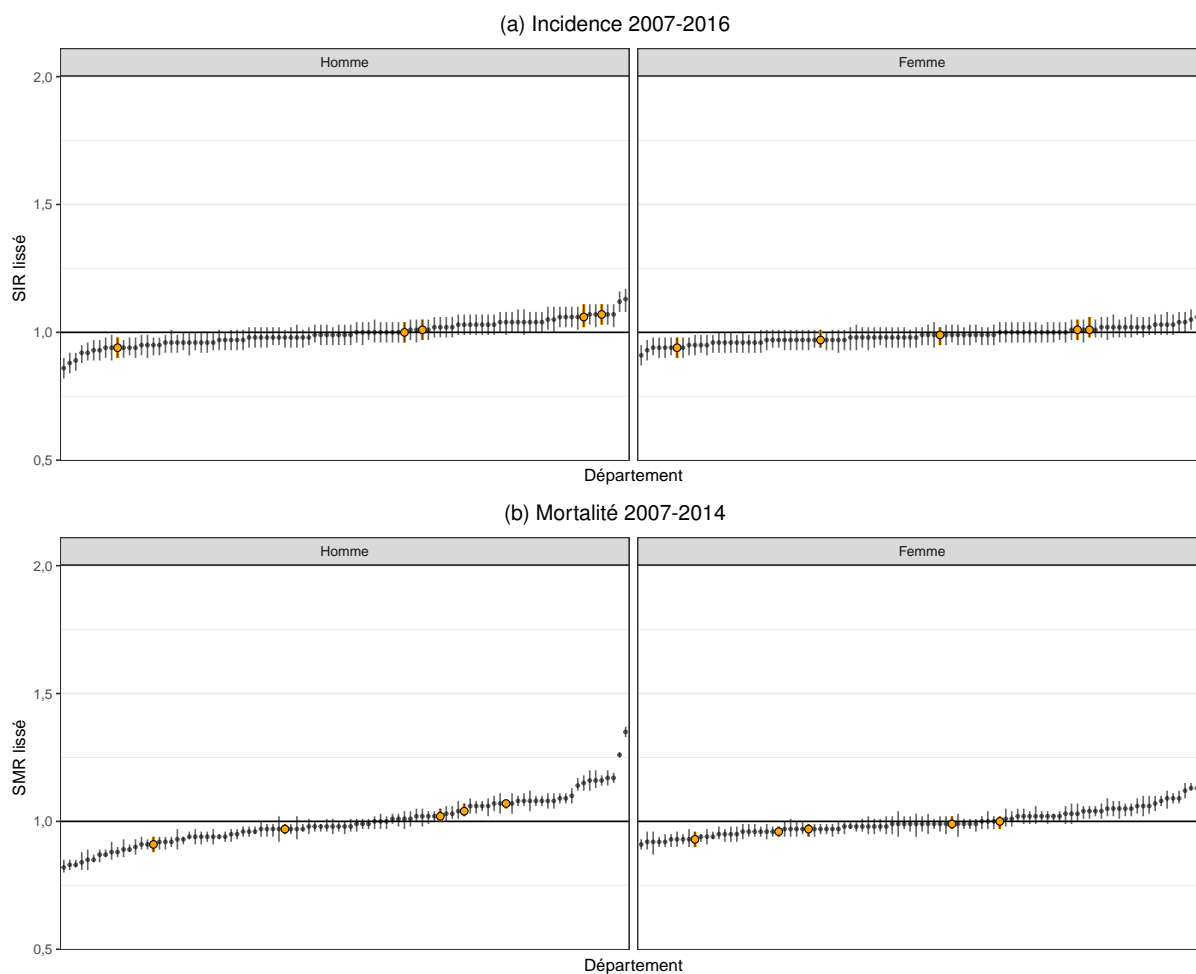 (a) Incidence 2007-2016
Homme
Femme
2,0
1,5
1,0
0,5
SIR lissé
Département
(b) Mortalité 2007-2014
Homme
Femme
2,0
1,5
1,0
0,5
SMR lissé
Département